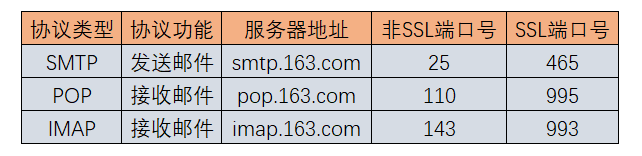 协议类型 协议功能 服务器地址 非SSL端口号 SSL端口号
SMTP 发送邮件 smtp.163.com 25 465
POP 接收邮件 pop.163.com 110 995
IMAP 接收邮件 imap.163.com 143 993